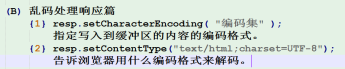 (B) 乱码处理响应篇
{1} resp.setCharacterEncoding( "编码集" );
指定写入到缓冲区的内容的编码格式。
{2} resp.setContentType("text/html;charset=UTF-8");
告诉浏览器用什么编码格式来解码。